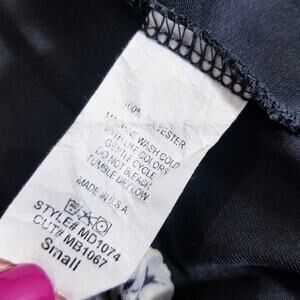 100% POLYESTER
MACHINE WASH COLD
WITH LIKE COLORS
GENTLE CYCLE
DO NOT BLEACH
TUMBLE DRY LOW
MADE IN U.S.A
STYLE# MD1074
CUT# MB1067
Small